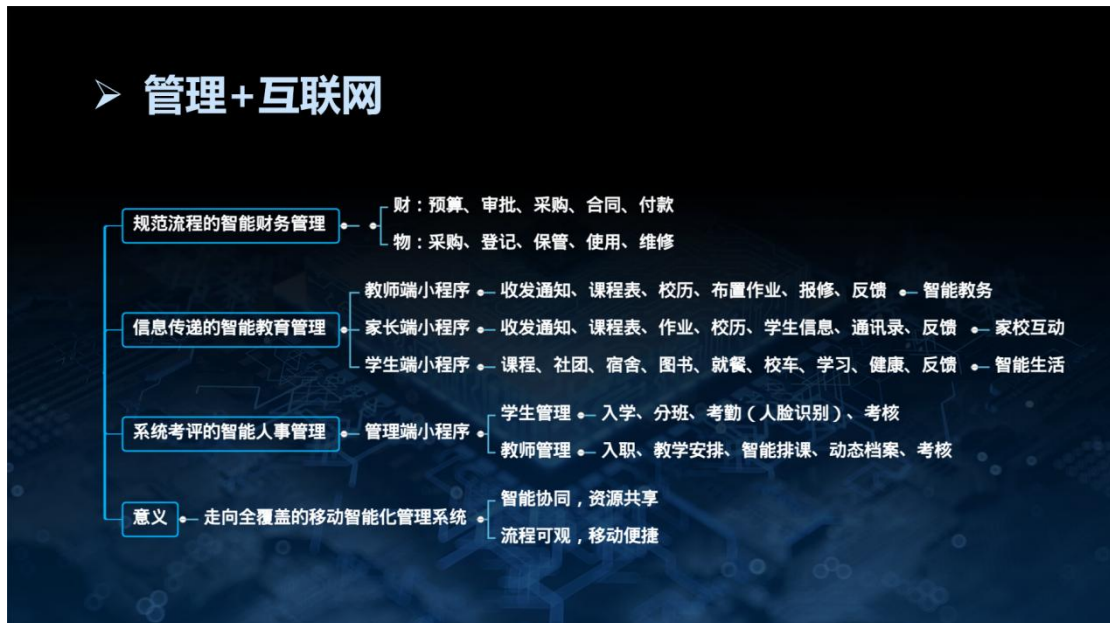 管理+互联网
规范流程的智能财务管理
财：预算、审批、采购、合同、付款
物：采购、登记、保管、使用、维修
信息传递的智能教育管理
教师端小程序 收发通知、课程表、校历、布置作业、报修、反馈 智能教务
家长端小程序 收发通知、课程表、作业、校历、学生信息、通讯录、反馈 家校互动
学生端小程序 课程、社团、宿舍、图书、就餐、校车、学习、健康、反馈 智能生活
系统考评的智能人事管理 管理端小程序
学生管理 入学、分班、考勤（人脸识别）、考核
教师管理 入职、教学安排、智能排课、动态档案、考核
意义 走向全覆盖的移动智能化管理系统
智能协同，资源共享
流程可观，移动便捷